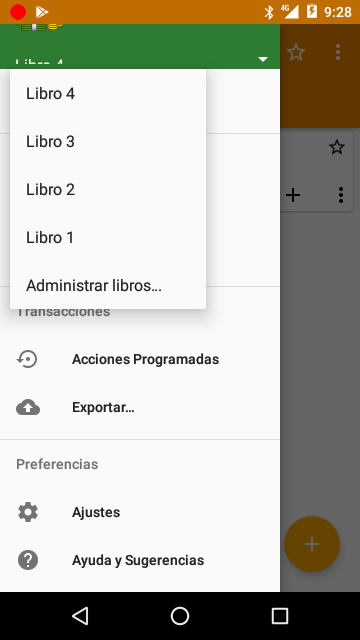 4G 9:28
Libro 4
Libro 4
Libro 3
Libro 2
Libro 1
Administrar libros...
Transacciones
Acciones Programadas
Exportar...
Preferencias
Ajustes
Ayuda y Sugerencias